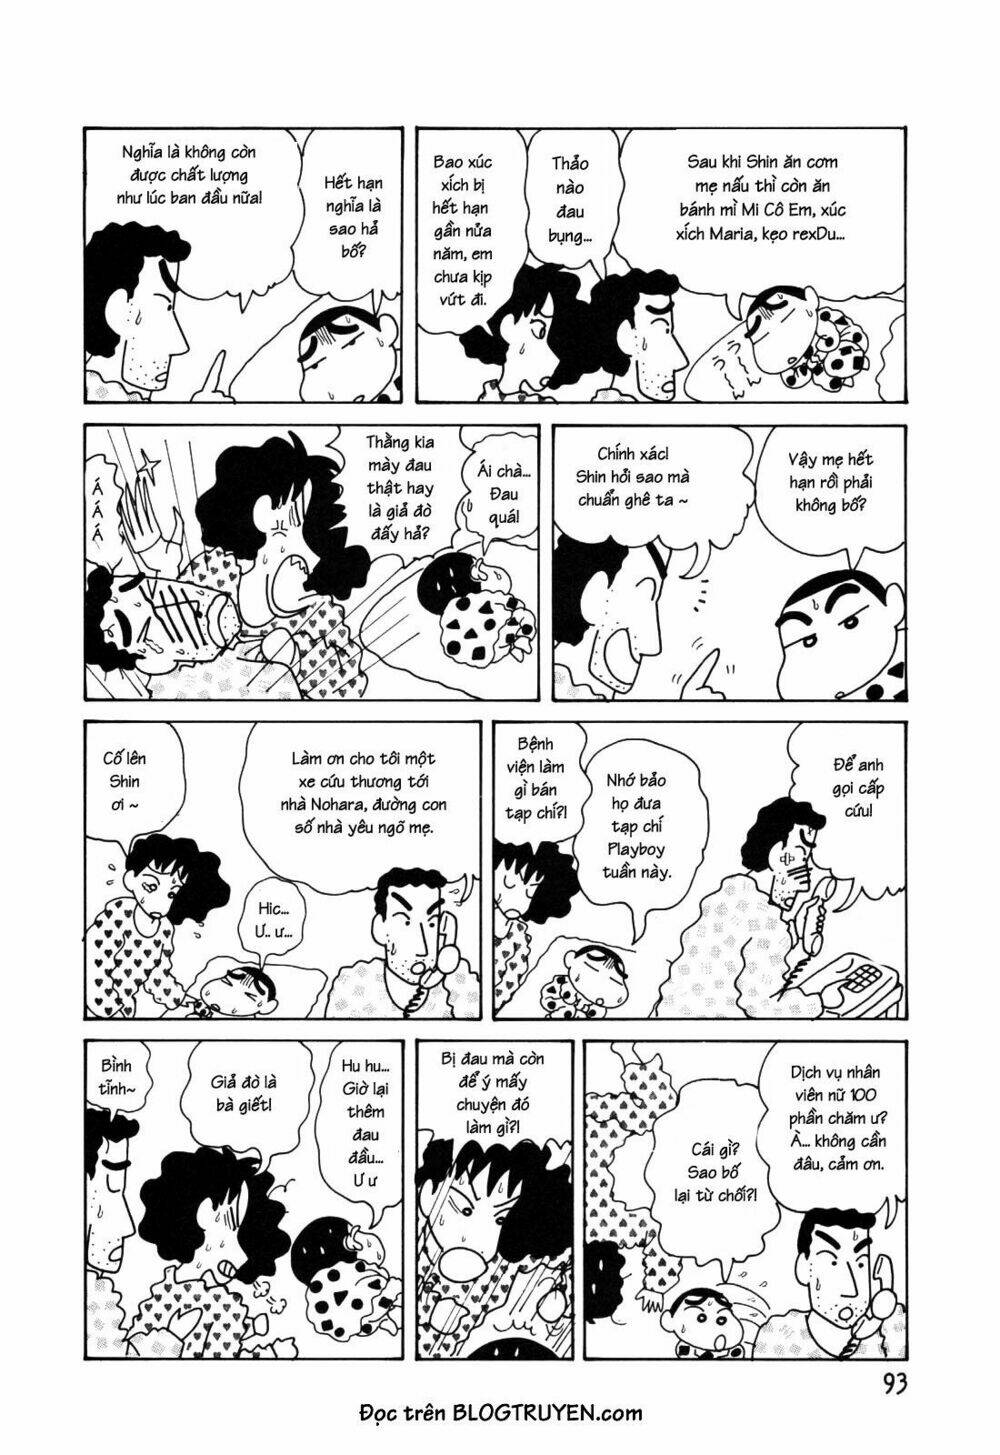 Sau khi Shin ăn cơm
mẹ nấu thì còn ăn
bánh mì Mi Cô Em, xúc
xích Maria, kẹo rexDu...
Thảo
nào
đau
bụng...
Bao xúc
xích bị
hết hạn
gần nửa
năm, em
chưa kịp
vứt đi.
Hết hạn
nghĩa là
sao hả
bố?
Nghĩa là không còn
được chất lượng
như lúc ban đầu nữa!
Vậy mẹ hết
hạn rồi phải
không bố?
Chính xác!
Shin hỏi sao mà
chuẩn ghê ta ~
Ái chà...
Đau
quá!
Thằng kia
mày đau
thật hay
là giả đò
đấy hả?
Á Á Á
Để anh
gọi cấp
cứu!
Nhớ bảo
họ đưa
tạp chí
Playboy
tuần này.
Bệnh
viện làm
gì bán
tạp chí?!
Làm ơn cho tôi một
xe cứu thương tới
nhà Nohara, đường con
số nhà yêu ngõ mẹ.
Hic...
Ư.. ư...
Cố lên
Shin
ơi ~
Dịch vụ nhân
viên nữ 100
phần chăm ư?
À... không cần
đâu, cảm ơn.
Cái gì?
Sao bố
lại từ chối?!
Bị đau mà còn
để ý mấy
chuyện đó
làm gì?!
Hu hu...
Giờ lại
thêm
đau
đầu...
Ư ư
Giả đò là
bà giết!
Bình
tĩnh~
93
Đọc trên BLOGTRUYEN.com